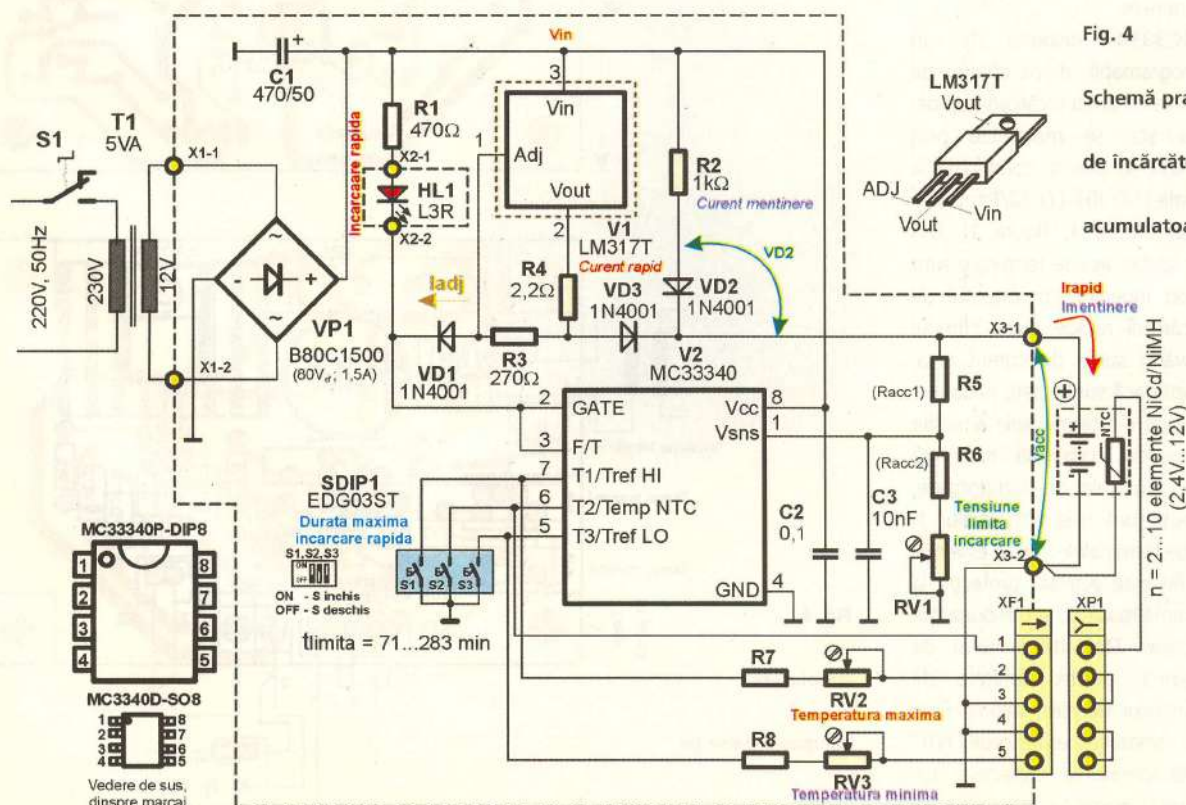 Fig. 4
Schemă pra
de încărcăt
acumulatoa
LM317T
Vout
ADJ
Vout
Vin
Vin
C1
470/50
+
R1
470Ω
X2-1
HL1
L3R
X2-2
Incarcaare rapida
3
Vin
1
Adj
Vout
2
V1
LM317T
Curent rapid
R2
1kΩ
Curent mentinere
VD2
R4
2,2Ω
VD3
1N4001
VD2
1N4001
S1
T1
5VA
X1-1
220V, 50Hz
230V
12V
~
-
+
~
X1-2
VP1
B80C1500
(80Vef; 1,5A)
Iadj
VD1
1N4001
R3
270Ω
V2
MC33340
Irapid
Imentinere
X3-1
2
GATE
3
F/T
7
T1/Tref HI
6
T2/Temp NTC
5
T3/Tref LO
Vcc
8
Vsns
1
GND
4
(Racc1)
R5
(Racc2)
R6
C2
0,1
C3
10nF
Tensiune
limita
incarcare
RV1
Vacc
+
+
NTC
X3-2
n = 2...10 elemente NiCd/NiMH
(2,4V...12V)
SDIP1
EDG03ST
Durata maxima
incarcare rapida
S1,S2,S3
ON
OFF
ON - S inchis
OFF - S deschis
S1
S2
S3
tlimita = 71...283 min
MC33340P-DIP8
1
8
2
7
3
6
4
5
MC3340D-SO8
1
8
2
7
3
6
4
5
Vedere de sus,
dinspre marcaj
R7
RV2
Temperatura maxima
R8
RV3
Temperatura minima
XF1
XP1
1
2
3
4
5